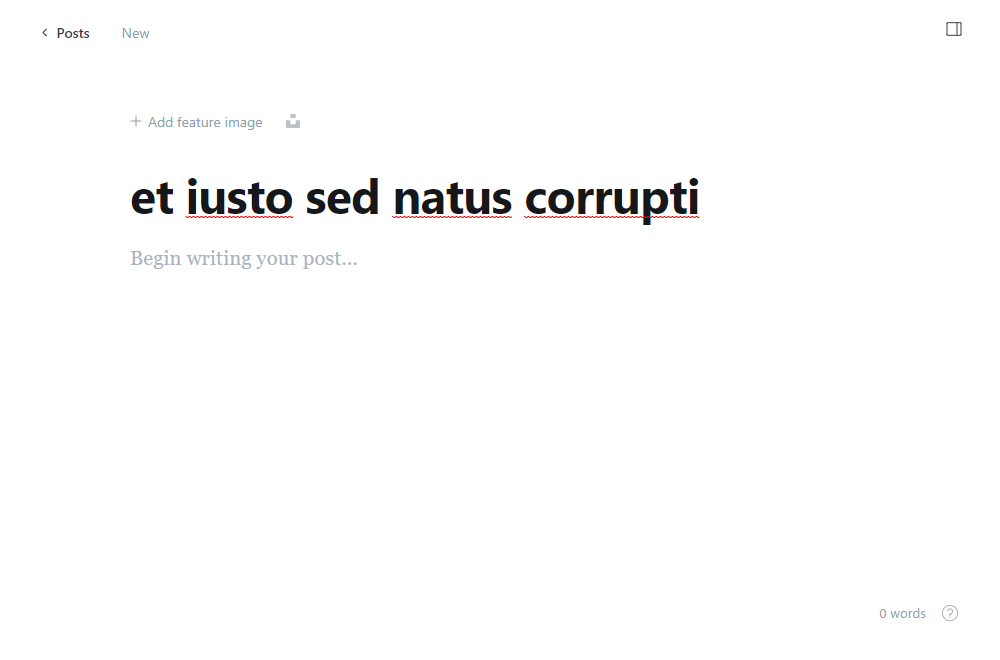 Posts New
Add feature image
et iusto sed natus corrupti
Begin writing your post...
0 words